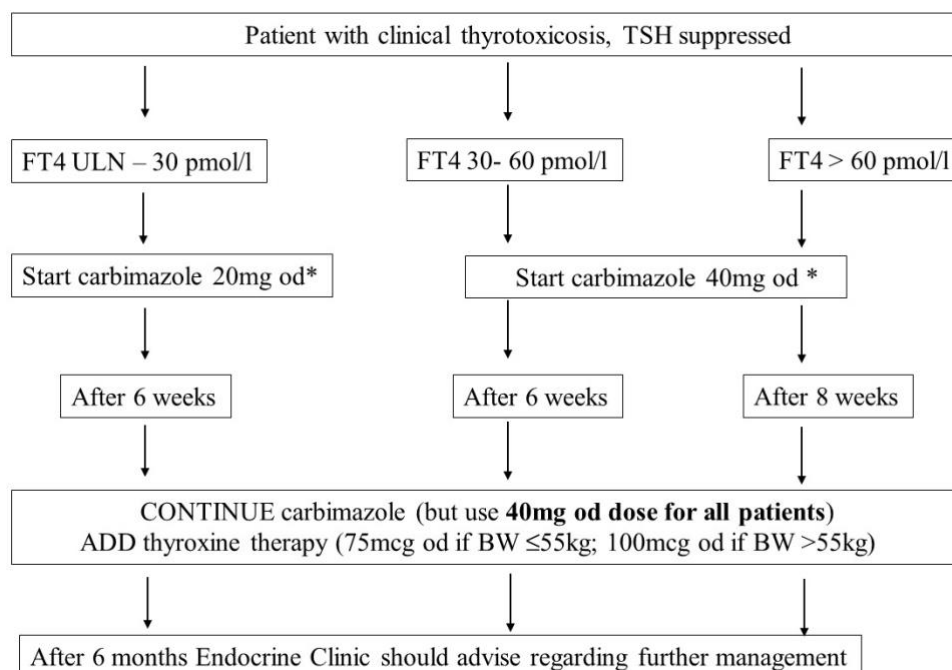 Patient with clinical thyrotoxicosis, TSH suppressed
FT4 ULN – 30 pmol/l
FT4 30- 60 pmol/l
FT4 > 60 pmol/l
Start carbimazole 20mg od*
Start carbimazole 40mg od *
After 6 weeks
After 6 weeks
After 8 weeks
CONTINUE carbimazole (but use 40mg od dose for all patients)
ADD thyroxine therapy (75mcg od if BW ≤55kg; 100mcg od if BW >55kg)
After 6 months Endocrine Clinic should advise regarding further management